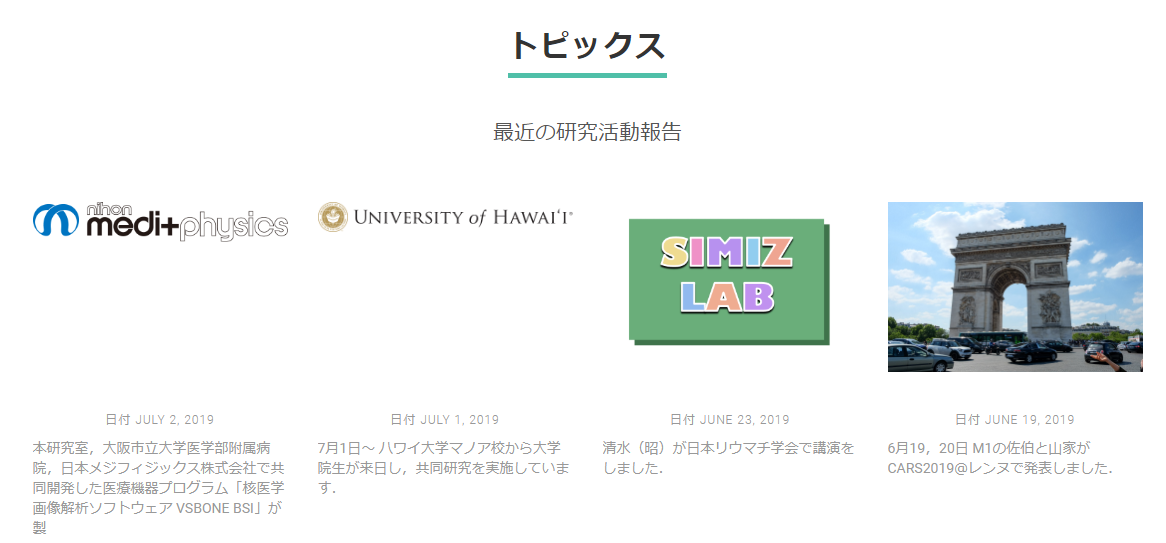 トピックス
最近の研究活動報告
nihon
medi+physics
UNIVERSITY of HAWAIʻI®
SIMIZ
LAB
日付 JULY 2, 2019
本研究室，大阪市立大学医学部附属病
院，日本メジフィジックス株式会社で共
同開発した医療機器プログラム「核医学
画像解析ソフトウェア VSBONE BSI」が
製
日付 JULY 1, 2019
7月1日～ ハワイ大学マノア校から大学
院生が来日し，共同研究を実施していま
す．
日付 JUNE 23, 2019
清水（昭）が日本リウマチ学会で講演を
しました．
日付 JUNE 19, 2019
6月19，20日 M1の佐伯と山家が
CARS2019@レンヌで発表しました．